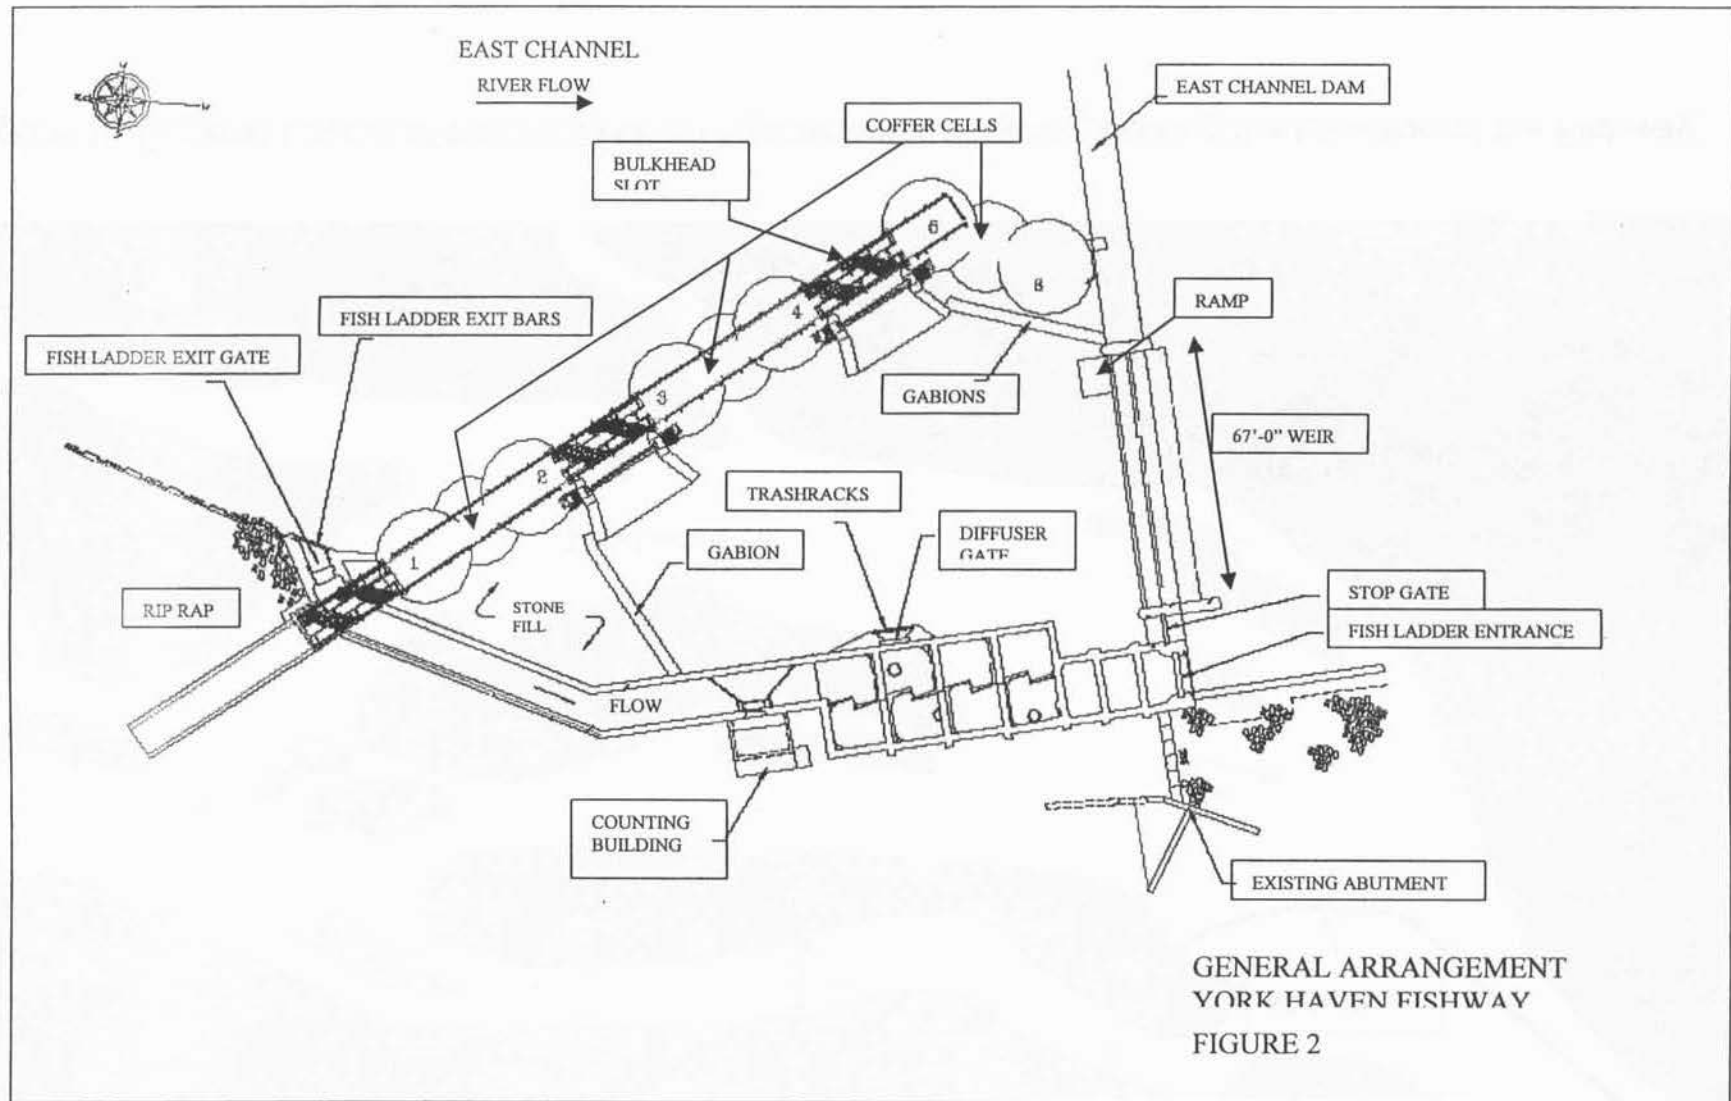 EAST CHANNEL
RIVER FLOW
EAST CHANNEL DAM
COFFER CELLS
BULKHEAD
SLOT
6
8
RAMP
4
FISH LADDER EXIT BARS
FISH LADDER EXIT GATE
GABIONS
3
67'-0" WEIR
2
TRASHRACKS
DIFFUSER
GATE
GABION
1
RIP RAP
STONE
FILL
STOP GATE
FISH LADDER ENTRANCE
FLOW
COUNTING
BUILDING
EXISTING ABUTMENT
GENERAL ARRANGEMENT
YORK HAVEN FISHWAY
FIGURE 2